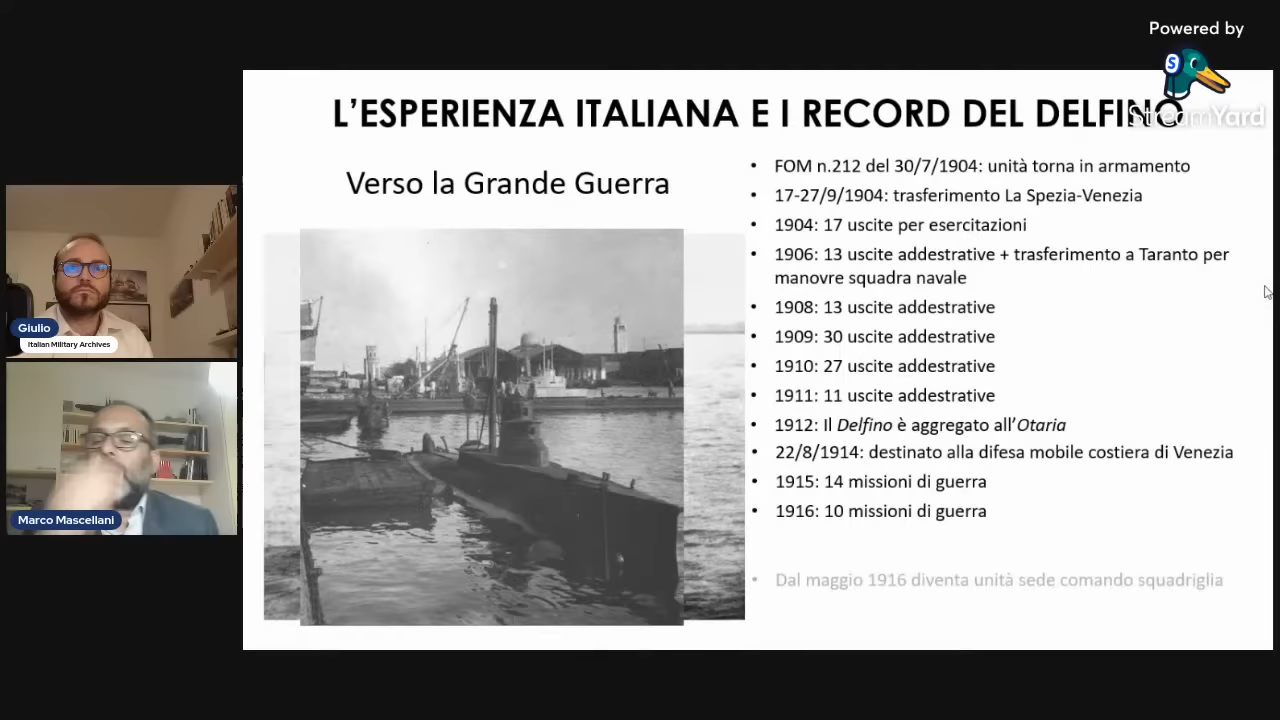 Powered by
S
StreamYard
L’ESPERIENZA ITALIANA E I RECORD DEL DELFINO
Verso la Grande Guerra
• FOM n.212 del 30/7/1904: unità torna in armamento
• 17-27/9/1904: trasferimento La Spezia-Venezia
• 1904: 17 uscite per esercitazioni
• 1906: 13 uscite addestrative + trasferimento a Taranto per
manovre squadra navale
• 1908: 13 uscite addestrative
• 1909: 30 uscite addestrative
• 1910: 27 uscite addestrative
• 1911: 11 uscite addestrative
• 1912: Il Delfino è aggregato all’Otaria
• 22/8/1914: destinato alla difesa mobile costiera di Venezia
• 1915: 14 missioni di guerra
• 1916: 10 missioni di guerra
• Dal maggio 1916 diventa unità sede comando squadriglia
Giulio
Italian Military Archives
Marco Mascellani